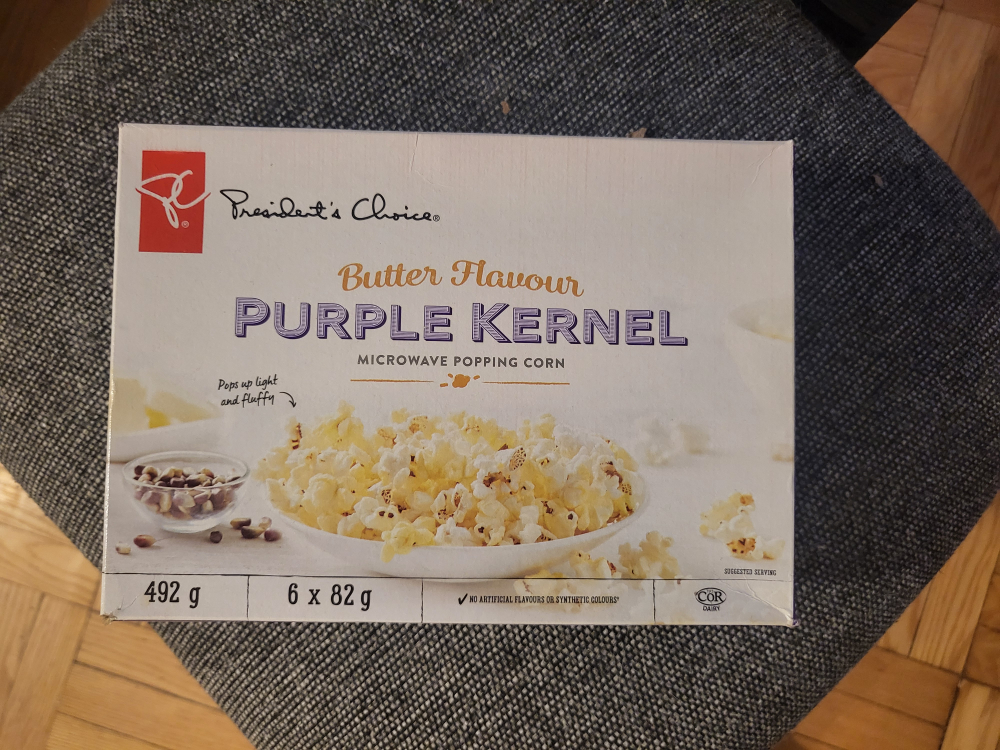 PC®
President's Choice®
Butter Flavour
PURPLE KERNEL
MICROWAVE POPPING CORN
Pops up light
and fluffy
SUGGESTED SERVING
492 g
6 x 82 g
✓NO ARTIFICIAL FLAVOURS OR SYNTHETIC COLOURS*
COR
DAIRY